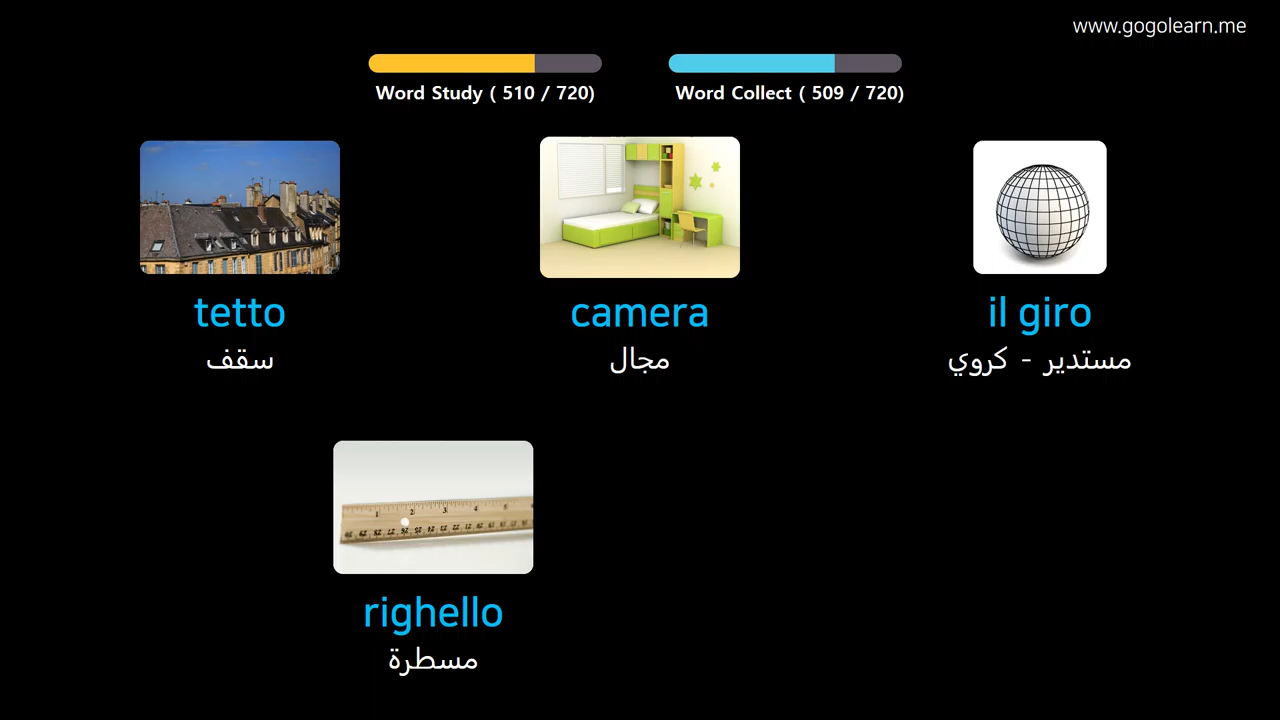 www.gogolearn.me
Word Study ( 510 / 720)
Word Collect ( 509 / 720)
tetto
سقف
camera
مجال
il giro
مستدير - كروي
righello
مسطرة